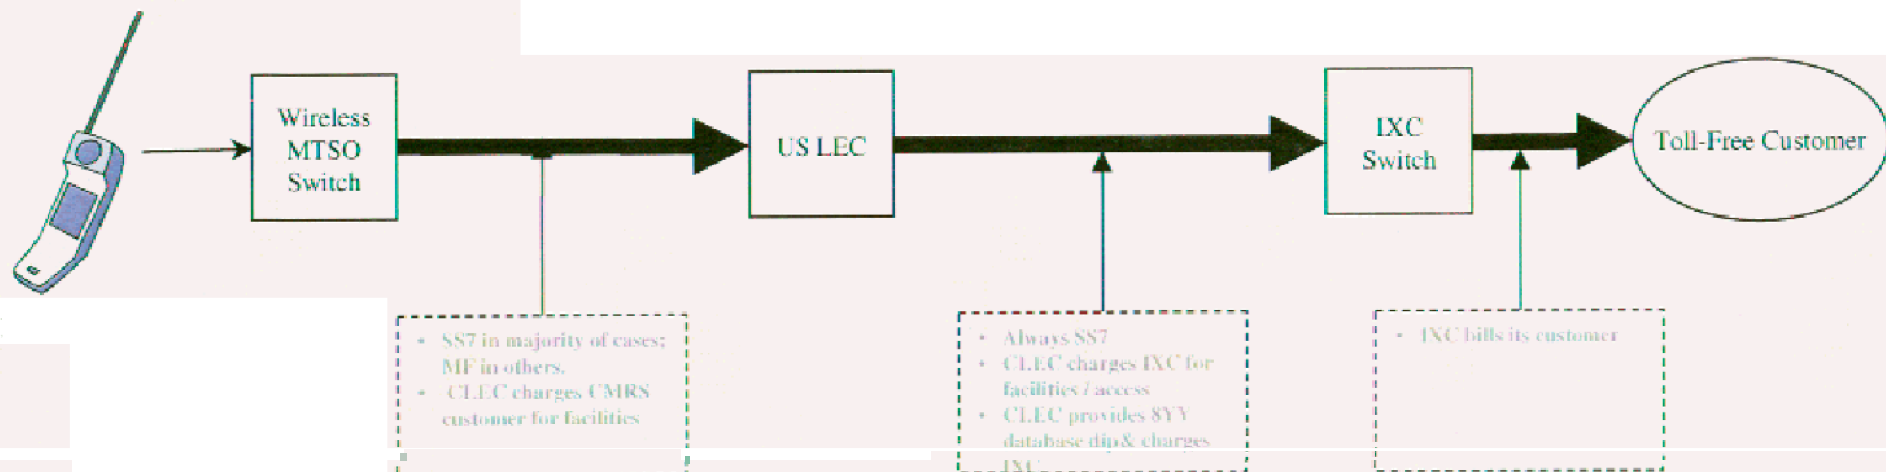 Wireless
MTSO
Switch
US LEC
IXC
Switch
Toll-Free Customer
• SS7 in majority of cases;
MF in others.
• CLEC charges CMRS
customer for facilities
• Always SS7
• CLEC charges IXC for
facilities / access
• CLEC provides 8YY
database dip& charges
IXC
• IXC bills its customer